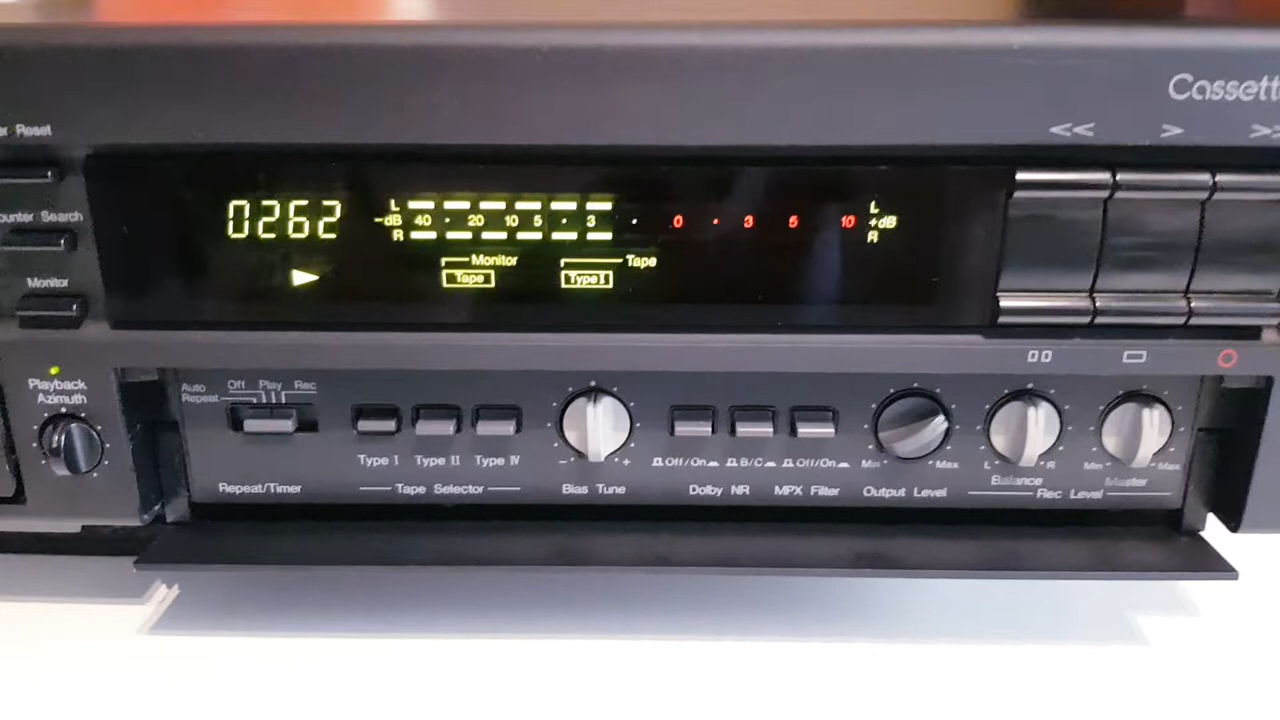 Cassett
<< > >>
er Reset
ounter Search
Monitor
0262
L
-dB 40 · 20 10 5 · 3 · 0 · 3 5 10 +dB
R
L
R
Monitor
Tape
Tape
Type I
Playback
Azimuth
Auto
Repeat
Off Play Rec
Repeat/Timer
Type I Type II Type IV
Tape Selector
- +
Bias Tune
Off/On B/C Off/On
Dolby NR MPX Filter
Min Max
Output Level
L R
Balance
Min Max
Master
Rec Level